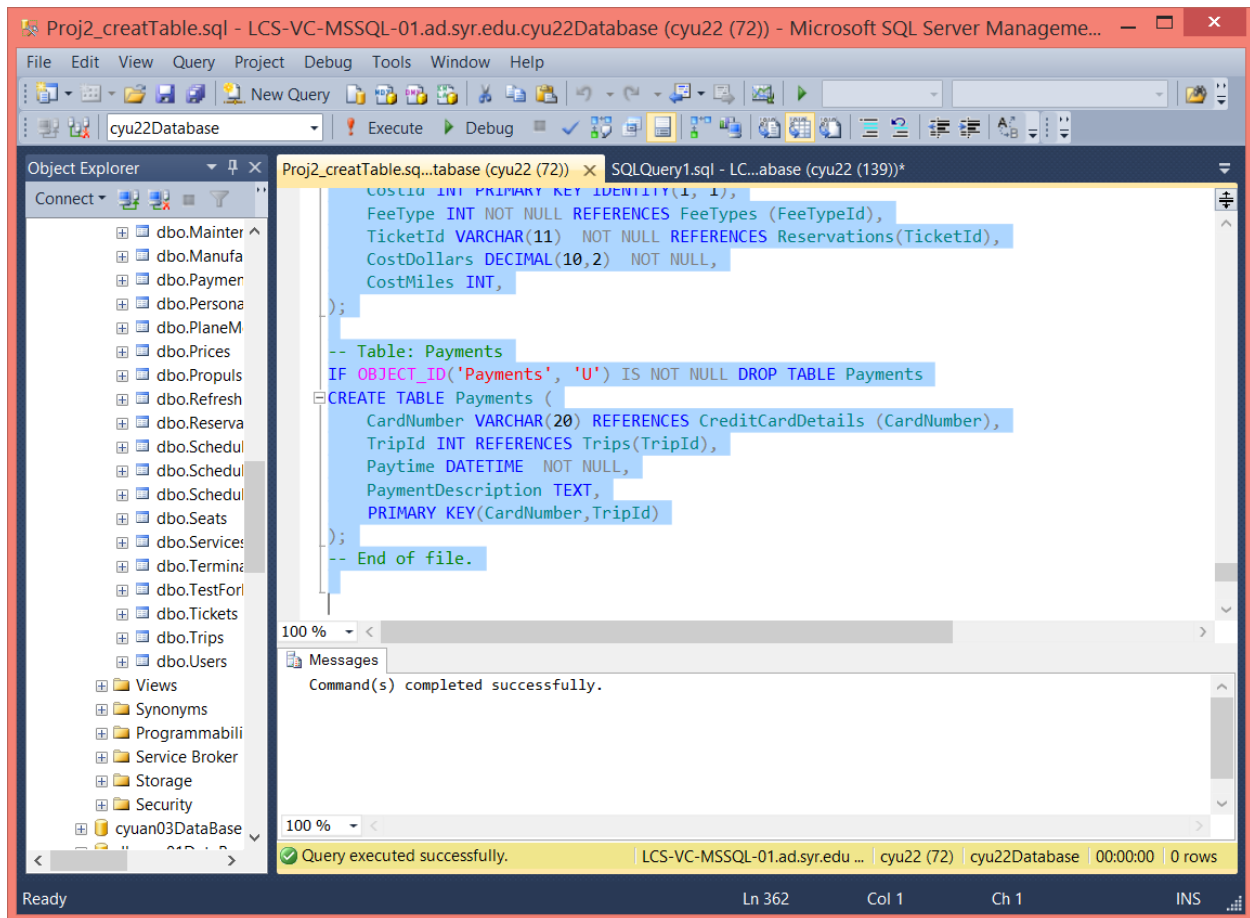 Proj2_creatTable.sql - LCS-VC-MSSQL-01.ad.syr.edu.cyu22Database (cyu22 (72)) - Microsoft SQL Server Manageme...
File Edit View Query Project Debug Tools Window Help
New Query
cyu22Database Execute Debug
Object Explorer
Connect
dbo.Mainter
dbo.Manufa
dbo.Paymen
dbo.Persona
dbo.PlaneM
dbo.Prices
dbo.Propuls
dbo.Refresh
dbo.Reserva
dbo.Schedul
dbo.Schedul
dbo.Schedul
dbo.Seats
dbo.Services
dbo.Termina
dbo.TestForl
dbo.Tickets
dbo.Trips
dbo.Users
Views
Synonyms
Programmabili
Service Broker
Storage
Security
cyuan03DataBase
Proj2_creatTable.sq...tabase (cyu22 (72)) SQLQuery1.sql - LC...abase (cyu22 (139))*
CostId INT PRIMARY KEY IDENTITY(1, 1),
FeeType INT NOT NULL REFERENCES FeeTypes (FeeTypeId),
TicketId VARCHAR(11) NOT NULL REFERENCES Reservations(TicketId),
CostDollars DECIMAL(10,2) NOT NULL,
CostMiles INT,
);
-- Table: Payments
IF OBJECT_ID('Payments', 'U') IS NOT NULL DROP TABLE Payments
CREATE TABLE Payments (
CardNumber VARCHAR(20) REFERENCES CreditCardDetails (CardNumber),
TripId INT REFERENCES Trips(TripId),
Paytime DATETIME NOT NULL,
PaymentDescription TEXT,
PRIMARY KEY(CardNumber,TripId)
);
-- End of file.
100 %
Messages
Command(s) completed successfully.
100 %
Query executed successfully. LCS-VC-MSSQL-01.ad.syr.edu ... cyu22 (72) cyu22Database 00:00:00 0 rows
Ready Ln 362 Col 1 Ch 1 INS